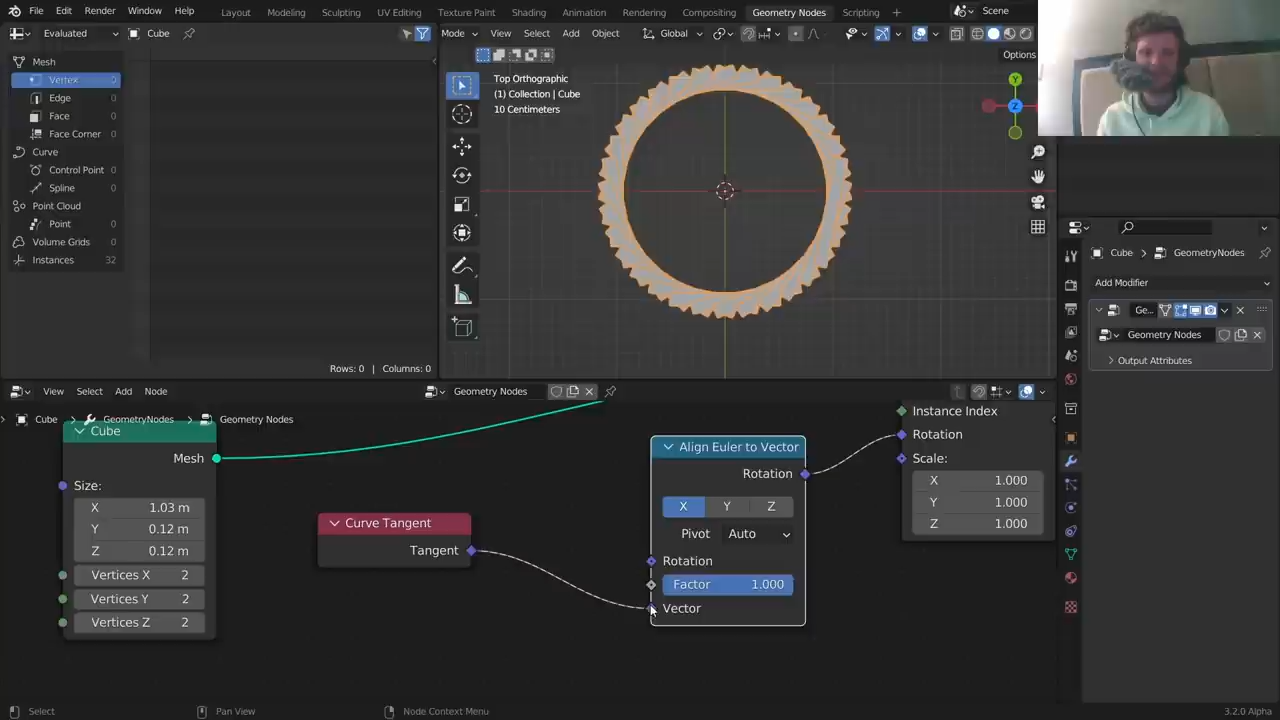 File Edit Render Window Help
Layout Modeling Sculpting UV Editing Texture Paint Shading Animation Rendering Compositing Geometry Nodes Scripting
Scene
Evaluated
Cube
Mode View Select Add Object
Global
Options
Mesh
Vertex 0
Edge 0
Face 0
Face Corner 0
Curve
Control Point 0
Spline 0
Point Cloud
Point 0
Volume Grids 0
Instances 32
Rows: 0 | Columns: 0
Top Orthographic
(1) Collection | Cube
10 Centimeters
Y
Z
Cube
GeometryNodes
Add Modifier
Ge...
Geometry Nodes
Output Attributes
View Select Add Node
Geometry Nodes
Cube
GeometryNodes
Geometry Nodes
Cube
Mesh
Size:
X 1.03 m
Y 0.12 m
Z 0.12 m
Vertices X 2
Vertices Y 2
Vertices Z 2
Curve Tangent
Tangent
Align Euler to Vector
Rotation
X Y Z
Pivot Auto
Rotation
Factor 1.000
Vector
Instance Index
Rotation
Scale:
X 1.000
Y 1.000
Z 1.000
Select
Pan View
Node Context Menu
3.2.0 Alpha